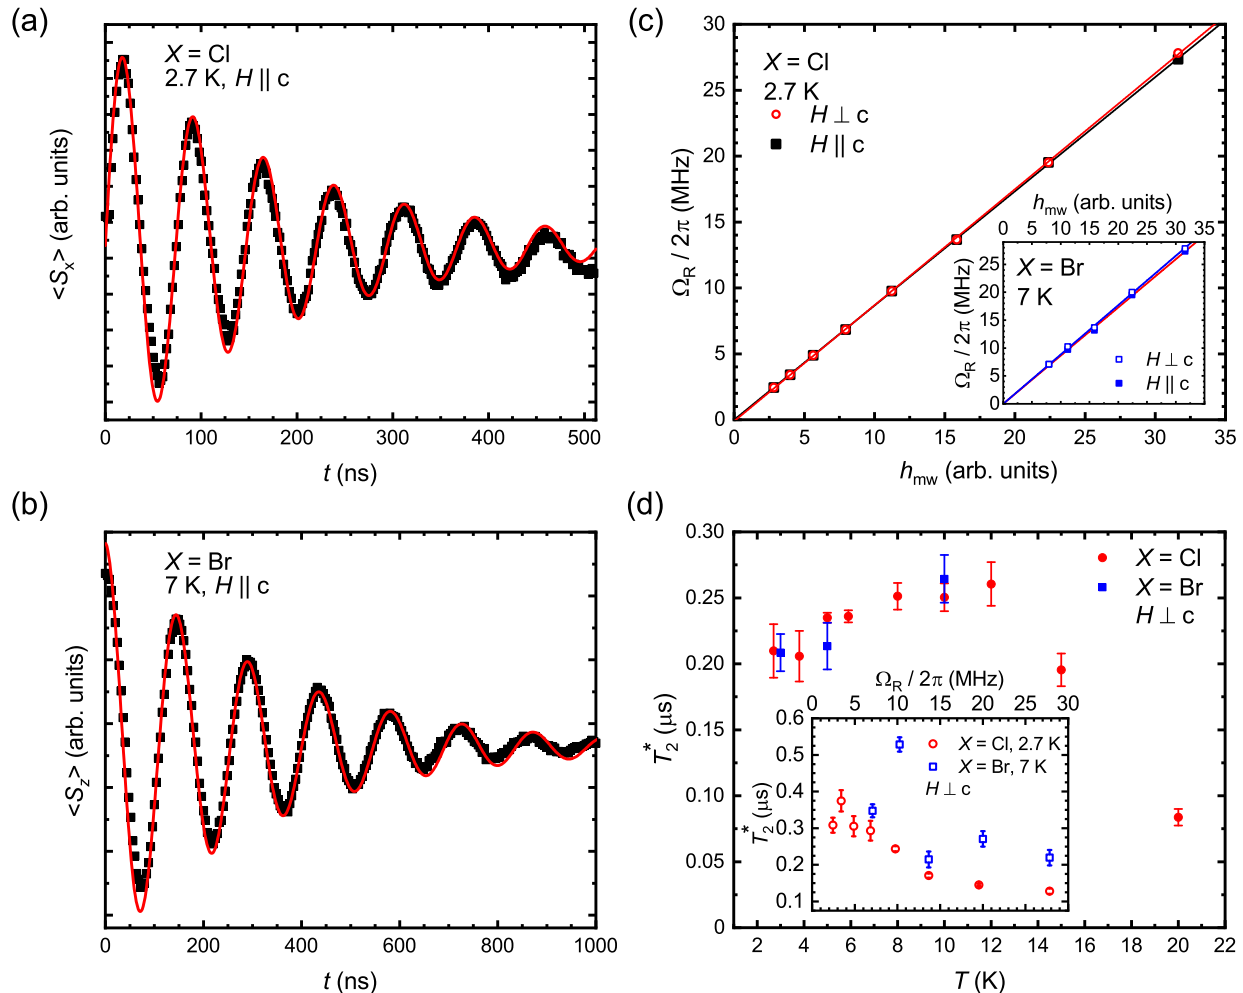 (a)
X = Cl
2.7 K, H || c
<Sx> (arb. units)
0 100 200 300 400 500
t (ns)
(b)
X = Br
7 K, H || c
<Sz> (arb. units)
0 200 400 600 800 1000
t (ns)
(c)
30
25
20
15
10
5
0
ΩR / 2π (MHz)
X = Cl
2.7 K
H ⊥ c
H || c
0 5 10 15 20 25 30 35
hmw (arb. units)
hmw (arb. units)
0 5 10 15 20 25 30 35
25
20
15
10
5
0
ΩR / 2π (MHz)
X = Br
7 K
H ⊥ c
H || c
(d)
0.30
0.25
0.20
0.15
0.10
0.05
0
T2* (μs)
X = Cl
X = Br
H ⊥ c
2 4 6 8 10 12 14 16 18 20 22
T (K)
ΩR / 2π (MHz)
0 5 10 15 20 25 30
0.6
0.5
0.4
0.3
0.2
0.1
T2* (μs)
X = Cl, 2.7 K
X = Br, 7 K
H ⊥ c